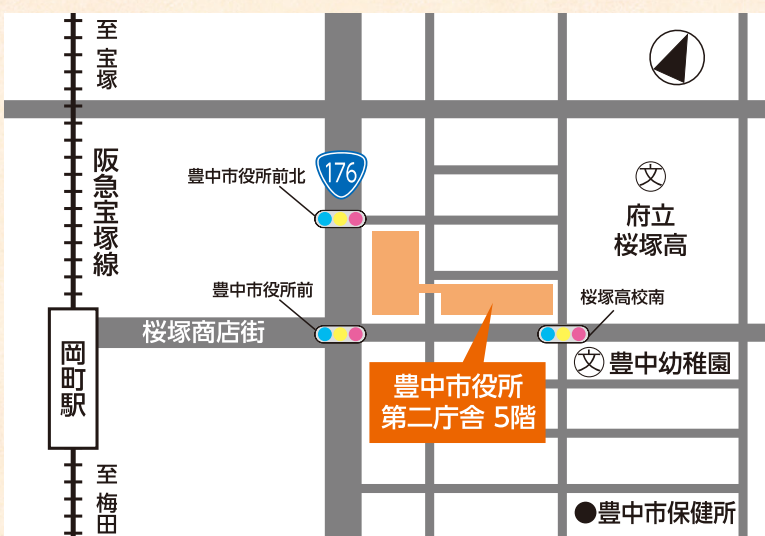 至 宝塚
阪急宝塚線
176
豊中市役所前北
文
府立
桜塚高
豊中市役所前
桜塚高校南
桜塚商店街
岡町駅
文 豊中幼稚園
豊中市役所
第二庁舎 5階
至 梅田
●豊中市保健所